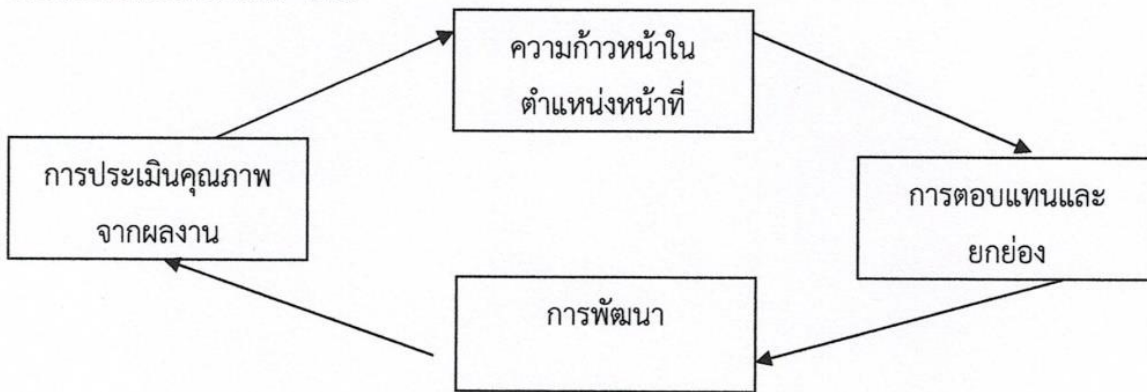 ความก้าวหน้าใน
ตำแหน่งหน้าที่
การประเมินคุณภาพ
จากผลงาน
การตอบแทนและ
ยกย่อง
การพัฒนา